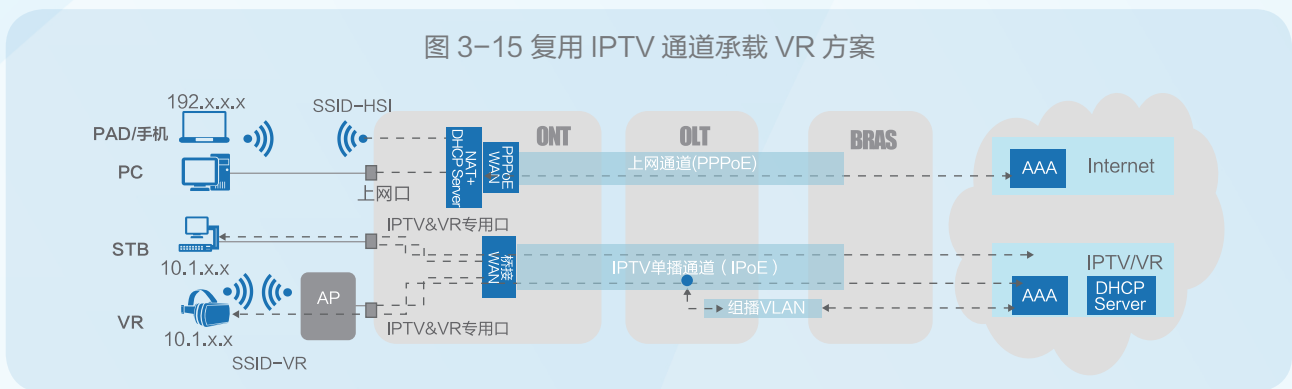 图 3-15 复用 IPTV 通道承载 VR 方案
192.x.x.x
SSID-HSI
PAD/手机
PC
上网口
ONT
OLT
BRAS
NAT+
DHCP Server
PPPoE
WAN
上网通道(PPPoE)
AAA
Internet
IPTV&VR专用口
STB
10.1.x.x
桥接
WAN
IPTV单播通道（IPoE）
IPTV/VR
AAA
DHCP
Server
组播VLAN
AP
VR
10.1.x.x
IPTV&VR专用口
SSID-VR